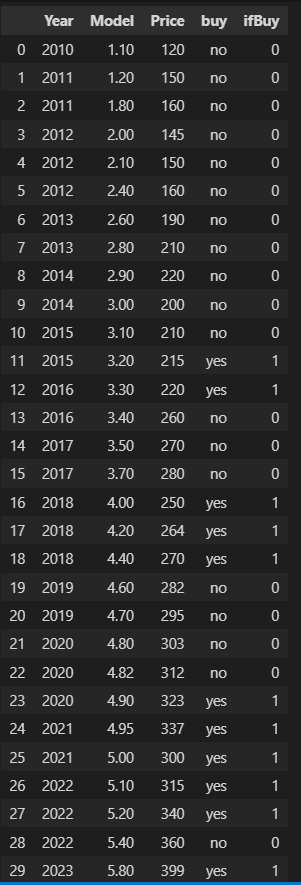 Year Model Price buy ifBuy
0 2010 1.10 120 no 0
1 2011 1.20 150 no 0
2 2011 1.80 160 no 0
3 2012 2.00 145 no 0
4 2012 2.10 150 no 0
5 2012 2.40 160 no 0
6 2013 2.60 190 no 0
7 2013 2.80 210 no 0
8 2014 2.90 220 no 0
9 2014 3.00 200 no 0
10 2015 3.10 210 no 0
11 2015 3.20 215 yes 1
12 2016 3.30 220 yes 1
13 2016 3.40 260 no 0
14 2017 3.50 270 no 0
15 2017 3.70 280 no 0
16 2018 4.00 250 yes 1
17 2018 4.20 264 yes 1
18 2018 4.40 270 yes 1
19 2019 4.60 282 no 0
20 2019 4.70 295 no 0
21 2020 4.80 303 no 0
22 2020 4.82 312 no 0
23 2020 4.90 323 yes 1
24 2021 4.95 337 yes 1
25 2021 5.00 300 yes 1
26 2022 5.10 315 yes 1
27 2022 5.20 340 yes 1
28 2022 5.40 360 no 0
29 2023 5.80 399 yes 1